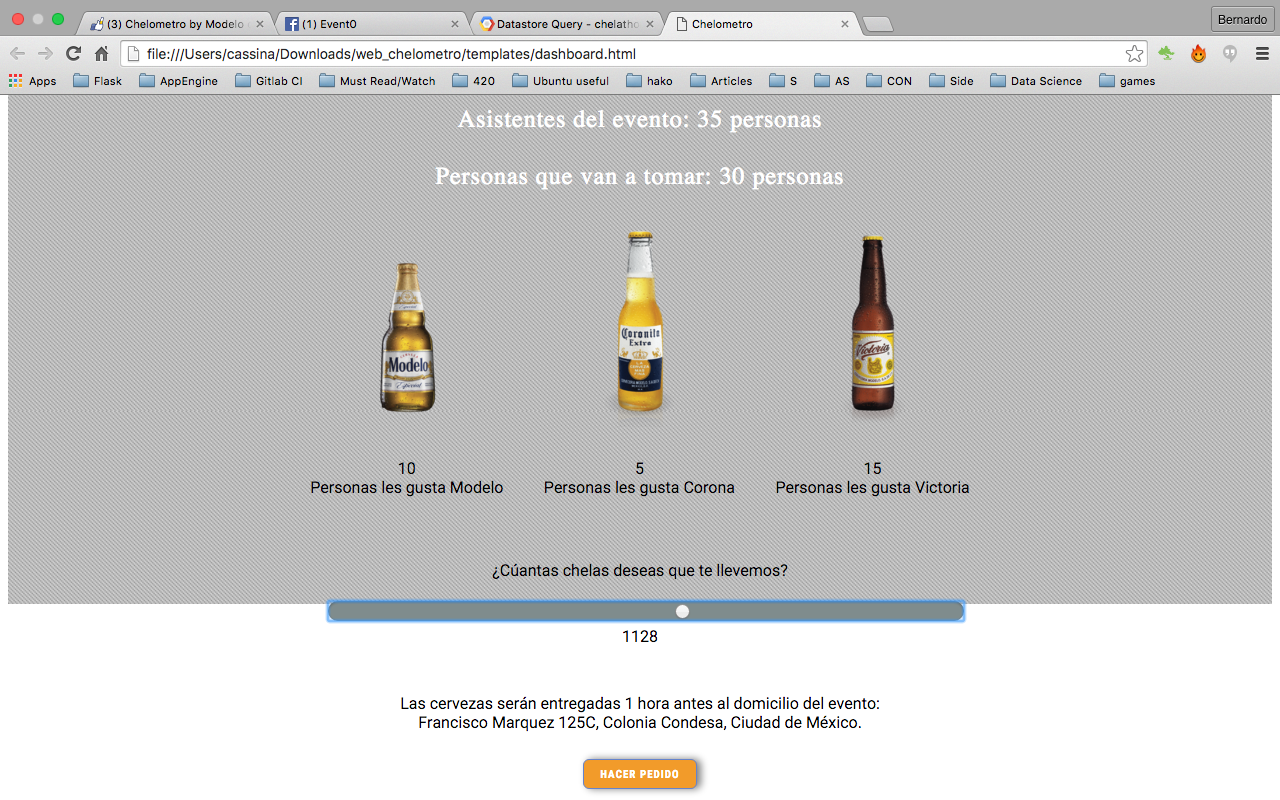 (3) Chelometro by Modelo
(1) Event0
Datastore Query - chelatho
Chelometro
Bernardo
file:///Users/cassina/Downloads/web_chelometro/templates/dashboard.html
Apps
Flask
AppEngine
Gitlab CI
Must Read/Watch
420
Ubuntu useful
hako
Articles
S
AS
CON
Side
Data Science
games
Asistentes del evento: 35 personas
Personas que van a tomar: 30 personas
Modelo
Especial
Coronita
Extra
Victoria
10
Personas les gusta Modelo
5
Personas les gusta Corona
15
Personas les gusta Victoria
¿Cúantas chelas deseas que te llevemos?
1128
Las cervezas serán entregadas 1 hora antes al domicilio del evento:
Francisco Marquez 125C, Colonia Condesa, Ciudad de México.
HACER PEDIDO